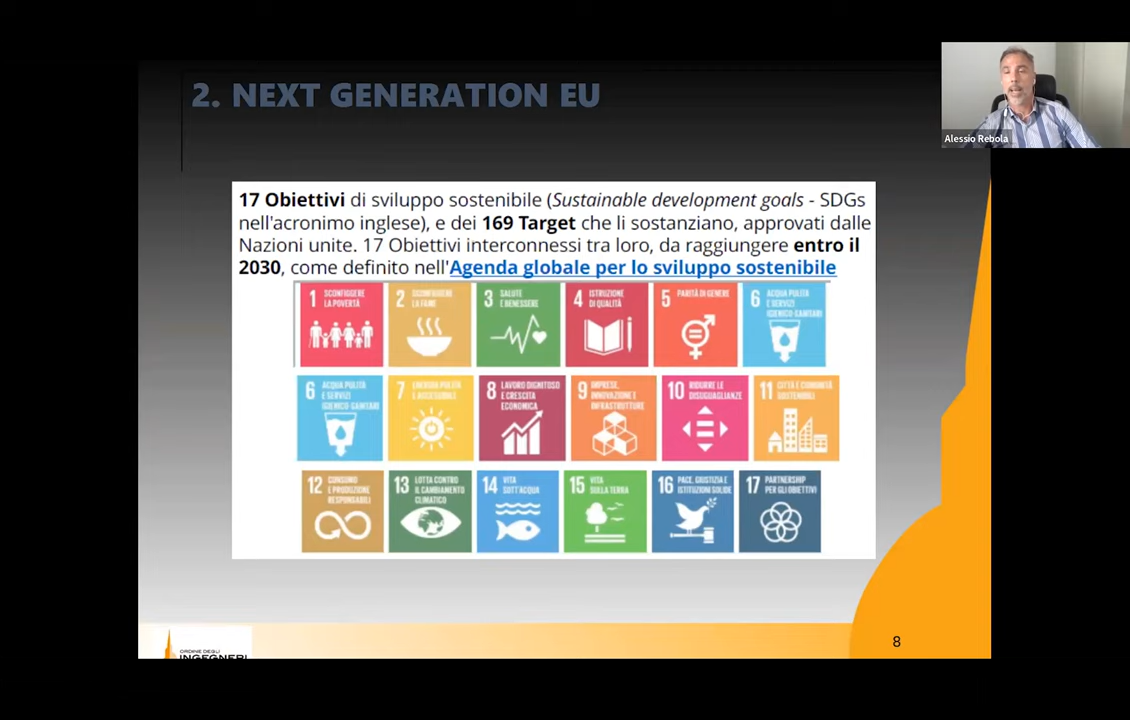 2. NEXT GENERATION EU
Alessio Rebola
17 Obiettivi di sviluppo sostenibile (Sustainable development goals - SDGs
nell'acronimo inglese), e dei 169 Target che li sostanziano, approvati dalle
Nazioni unite. 17 Obiettivi interconnessi tra loro, da raggiungere entro il
2030, come definito nell'Agenda globale per lo sviluppo sostenibile
1 SCONFIGGERE
LA POVERTÀ
2 SCONFIGGERE
LA FAME
3 SALUTE
E BENESSERE
4 ISTRUZIONE
DI QUALITÀ
5 PARITÀ DI GENERE
6 ACQUA PULITA
E SERVIZI
IGIENICO-SANITARI
6 ACQUA PULITA
E SERVIZI
IGIENICO-SANITARI
7 ENERGIA PULITA
E ACCESSIBILE
8 LAVORO DIGNITOSO
E CRESCITA
ECONOMICA
9 IMPRESE,
INNOVAZIONE E
INFRASTRUTTURE
10 RIDURRE LE
DISUGUAGLIANZE
11 CITTÀ E COMUNITÀ
SOSTENIBILI
12 CONSUMO
E PRODUZIONE
RESPONSABILI
13 LOTTA CONTRO
IL CAMBIAMENTO
CLIMATICO
14 VITA
SOTT'ACQUA
15 VITA
SULLA TERRA
16 PACE, GIUSTIZIA E
ISTITUZIONI SOLIDE
17 PARTNERSHIP
PER GLI OBIETTIVI
ORDINE DEGLI
INGEGNERI
8